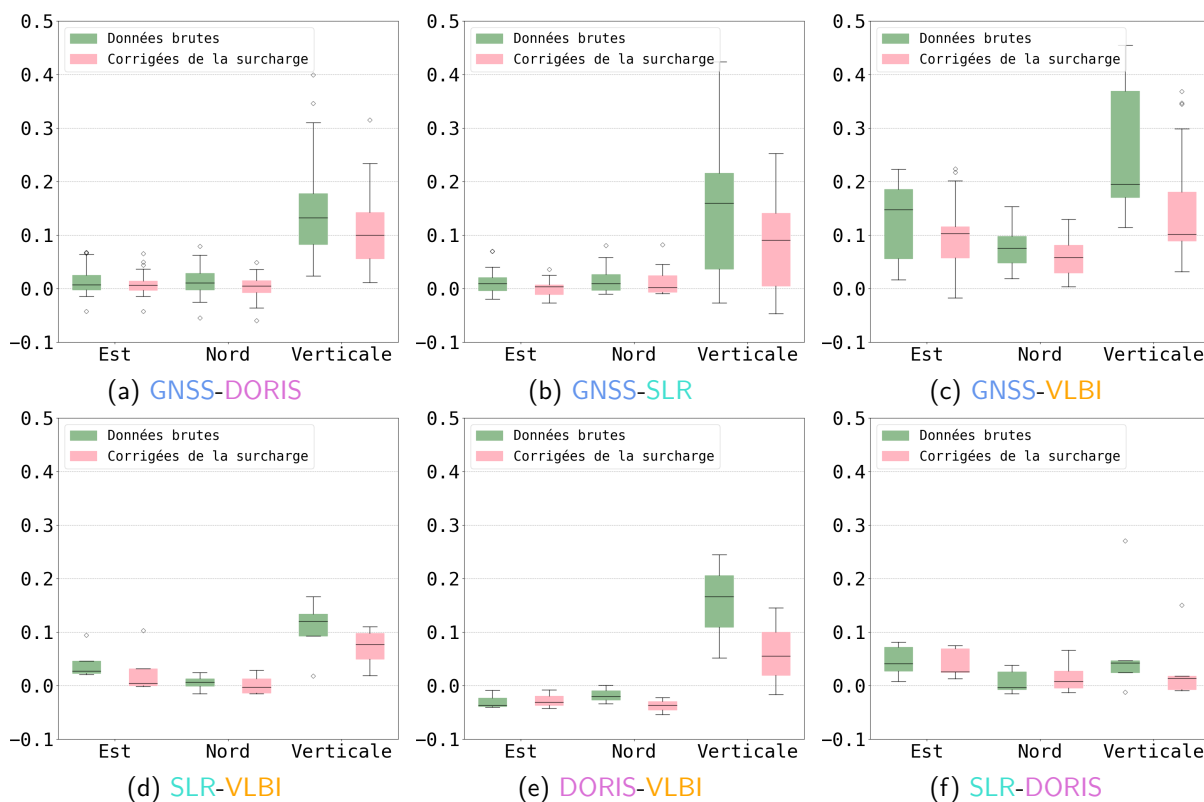 0.5
0.4
0.3
0.2
0.1
0.0
−0.1
Données brutes
Corrigées de la surcharge
Est Nord Verticale
(a) GNSS-DORIS
0.5
0.4
0.3
0.2
0.1
0.0
−0.1
Données brutes
Corrigées de la surcharge
Est Nord Verticale
(b) GNSS-SLR
0.5
0.4
0.3
0.2
0.1
0.0
−0.1
Données brutes
Corrigées de la surcharge
Est Nord Verticale
(c) GNSS-VLBI
0.5
0.4
0.3
0.2
0.1
0.0
−0.1
Données brutes
Corrigées de la surcharge
Est Nord Verticale
(d) SLR-VLBI
0.5
0.4
0.3
0.2
0.1
0.0
−0.1
Données brutes
Corrigées de la surcharge
Est Nord Verticale
(e) DORIS-VLBI
0.5
0.4
0.3
0.2
0.1
0.0
−0.1
Données brutes
Corrigées de la surcharge
Est Nord Verticale
(f) SLR-DORIS